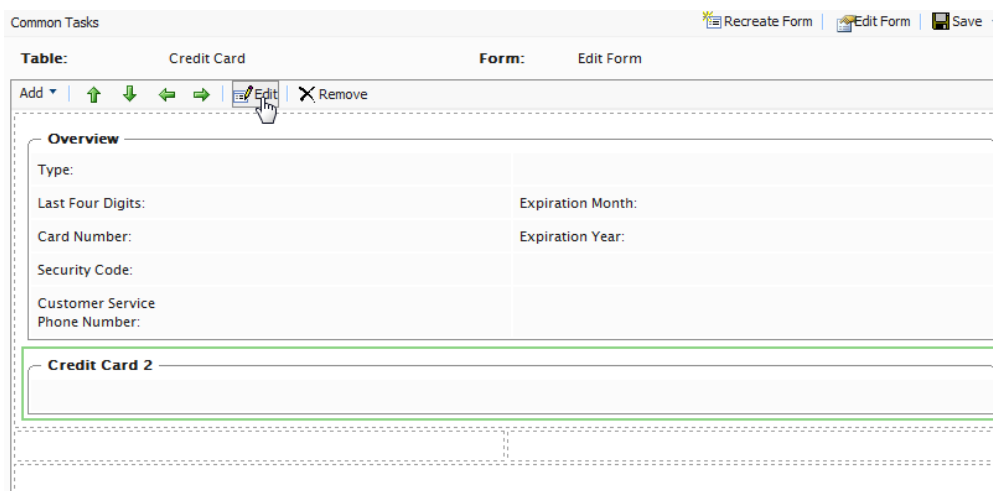 Common Tasks Recreate Form Edit Form Save
Table: Credit Card Form: Edit Form
Add Edit Remove
Overview
Type:
Last Four Digits: Expiration Month:
Card Number: Expiration Year:
Security Code:
Customer Service
Phone Number:
Credit Card 2